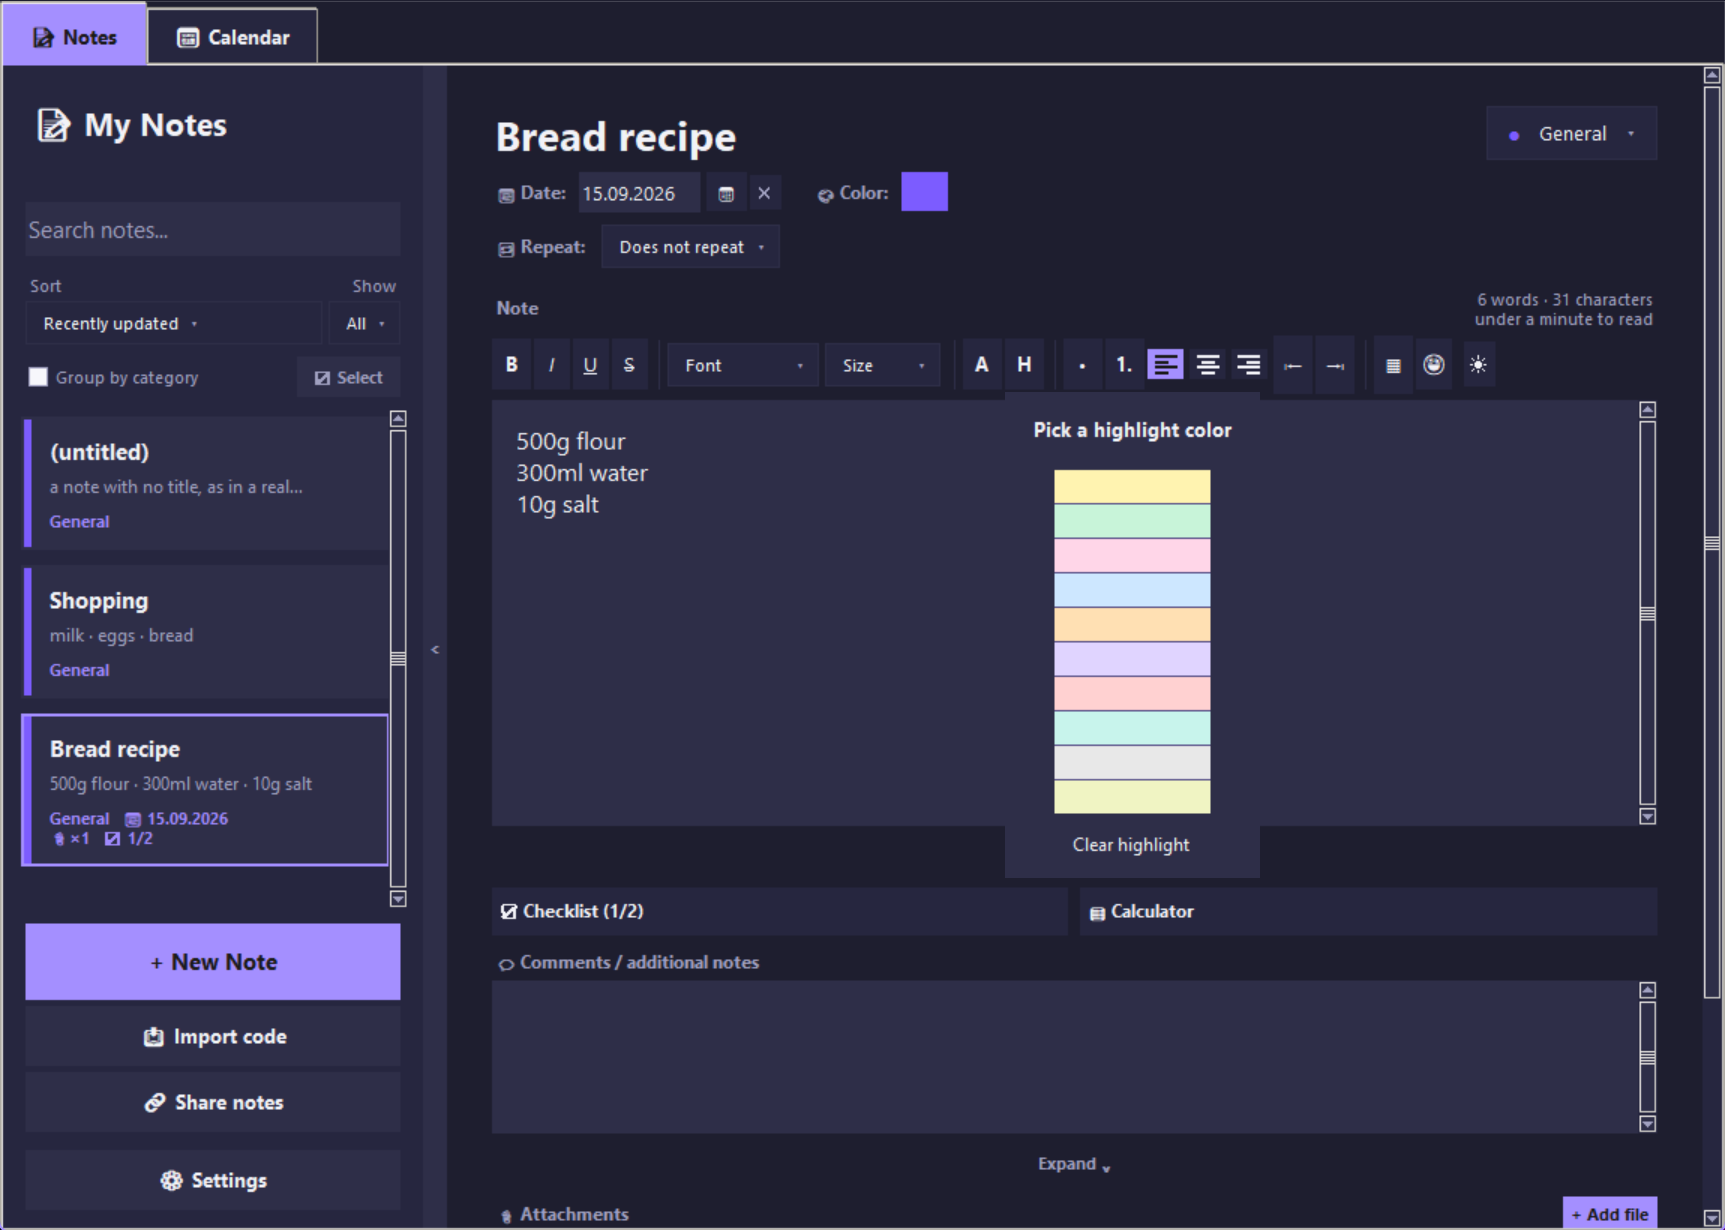 Notes
Calendar
My Notes
Search notes...
Sort
Show
Recently updated
All
Group by category
Select
(untitled)
a note with no title, as in a real...
General
Shopping
milk · eggs · bread
General
Bread recipe
500g flour · 300ml water · 10g salt
General 15.09.2026
×1 1/2
+ New Note
Import code
Share notes
Settings
<
Bread recipe
General
Date: 15.09.2026 ×
Color:
Repeat: Does not repeat
Note
6 words · 31 characters
under a minute to read
B I U S Font Size A H • 1.
500g flour
300ml water
10g salt
Pick a highlight color
Clear highlight
Checklist (1/2)
Calculator
Comments / additional notes
Expand
Attachments
+ Add file